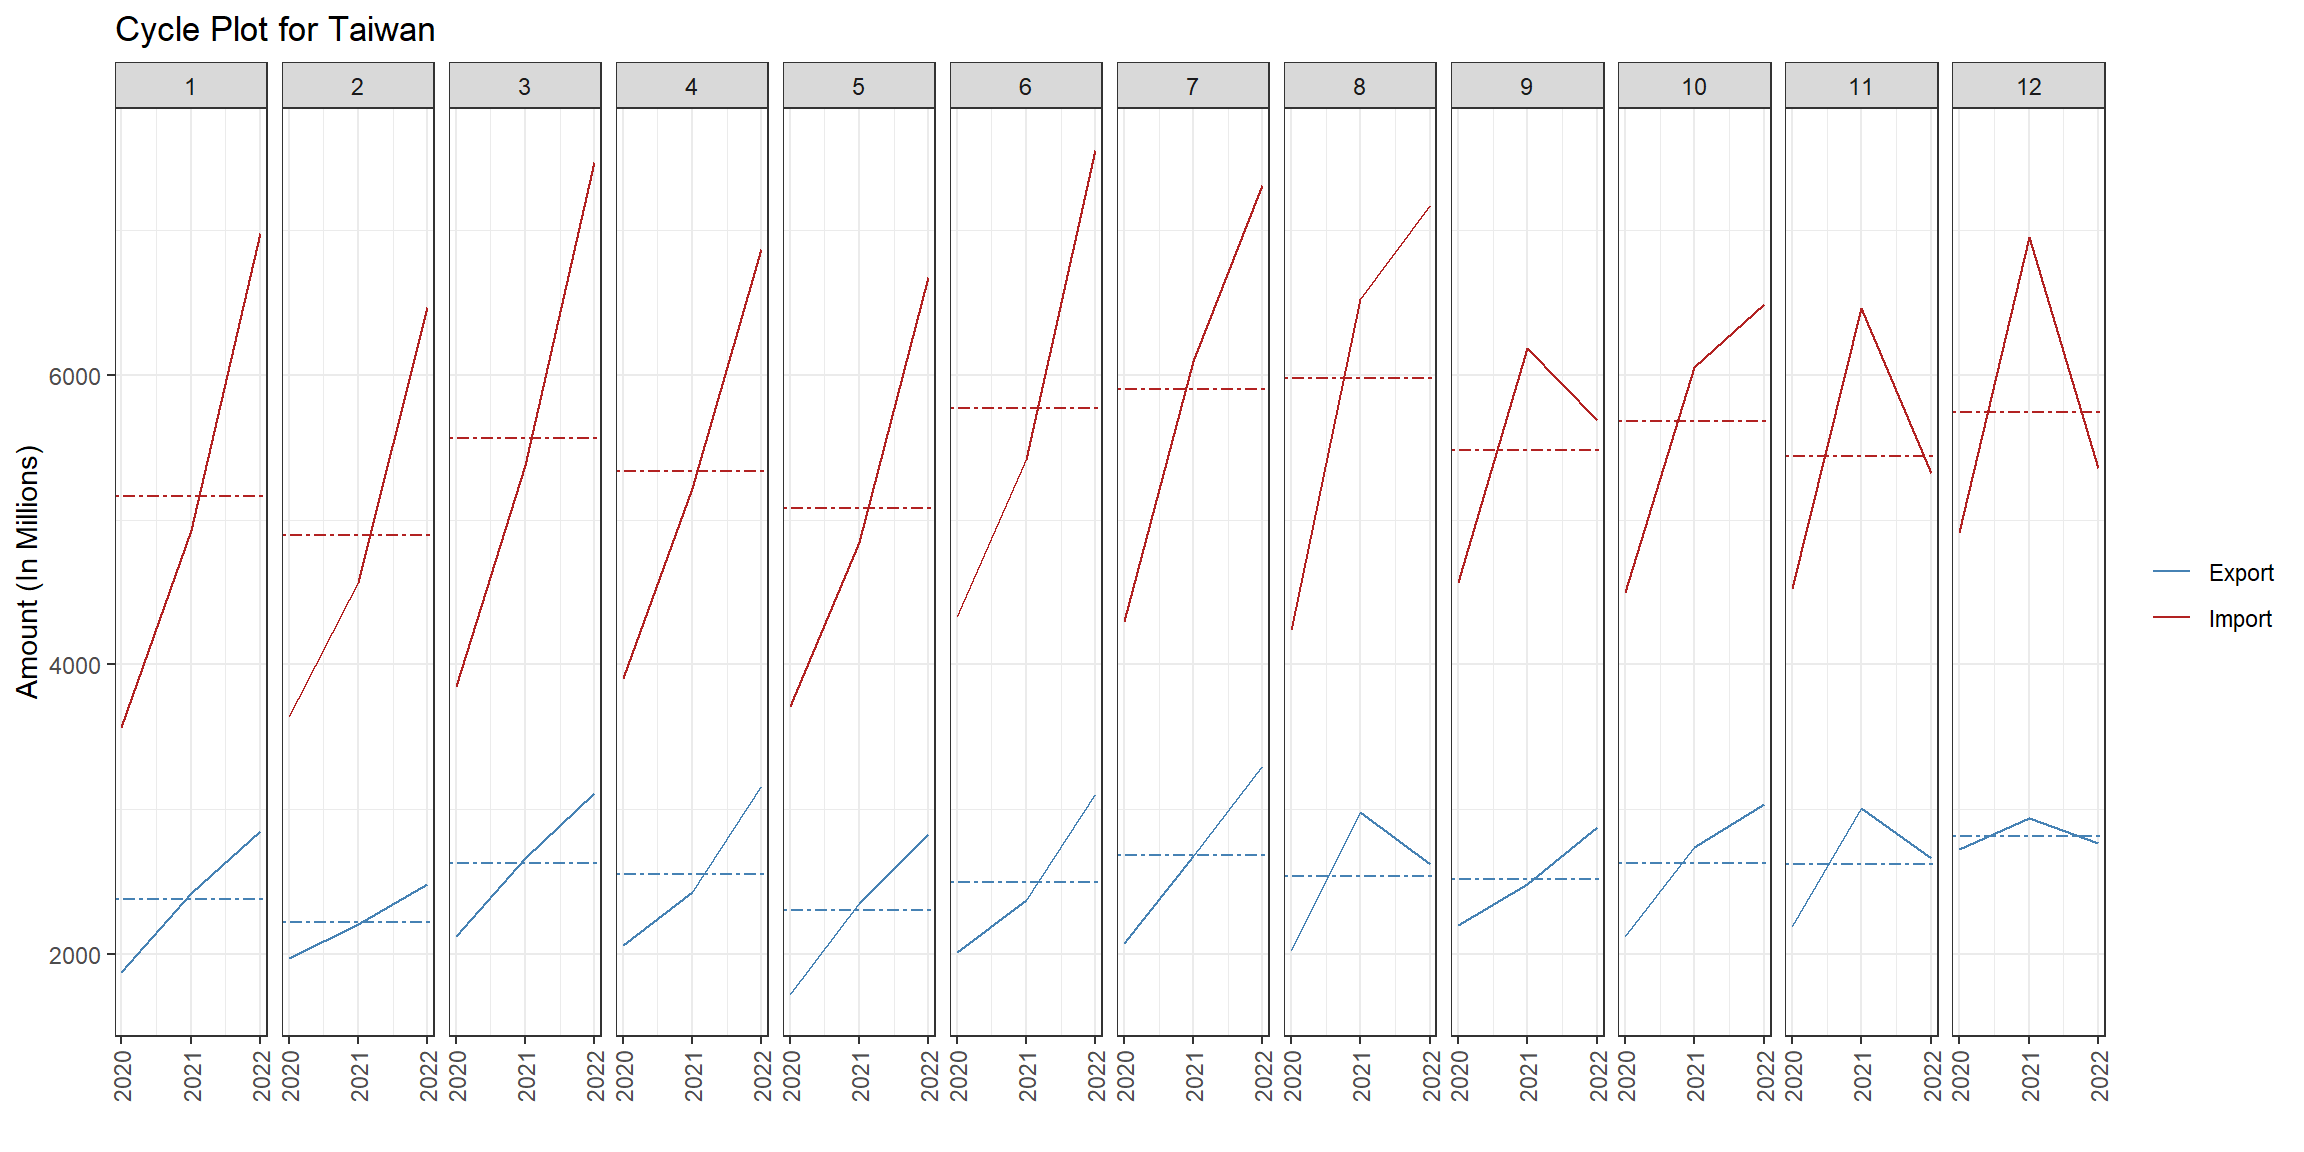 Cycle Plot for Taiwan
1 2 3 4 5 6 7 8 9 10 11 12
Amount (In Millions)
6000
4000
2000
Export
Import
2020 2021 2022 2020 2021 2022 2020 2021 2022 2020 2021 2022 2020 2021 2022 2020 2021 2022 2020 2021 2022 2020 2021 2022 2020 2021 2022 2020 2021 2022 2020 2021 2022 2020 2021 2022